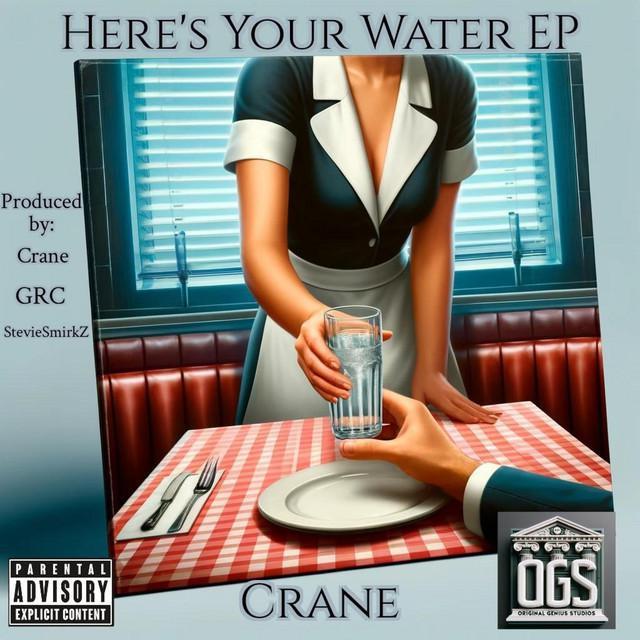 HERE'S YOUR WATER EP
Produced
by:
Crane
GRC
StevieSmirkZ
PARENTAL
ADVISORY
EXPLICIT CONTENT
CRANE
OGS
ORIGINAL GENIUS STUDIOS